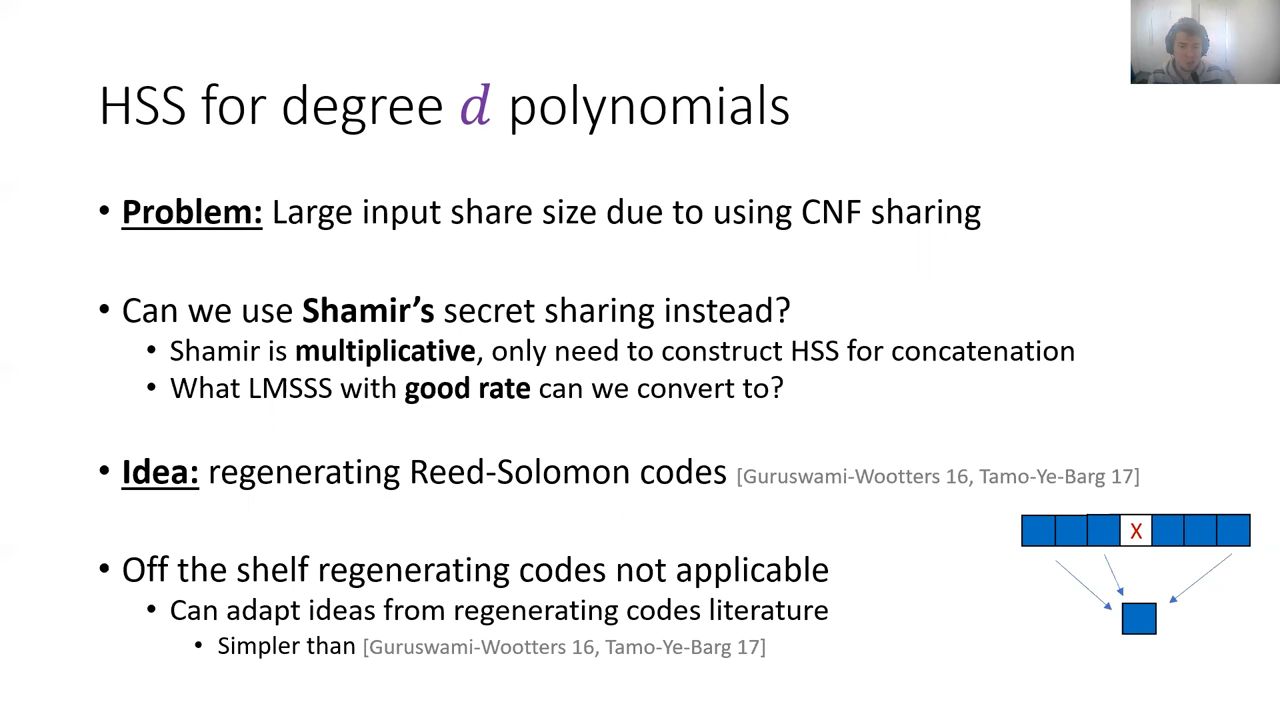 HSS for degree d polynomials
• Problem: Large input share size due to using CNF sharing
• Can we use Shamir’s secret sharing instead?
• Shamir is multiplicative, only need to construct HSS for concatenation
• What LMSSS with good rate can we convert to?
• Idea: regenerating Reed-Solomon codes [Guruswami-Wootters 16, Tamo-Ye-Barg 17]
X
• Off the shelf regenerating codes not applicable
• Can adapt ideas from regenerating codes literature
• Simpler than [Guruswami-Wootters 16, Tamo-Ye-Barg 17]